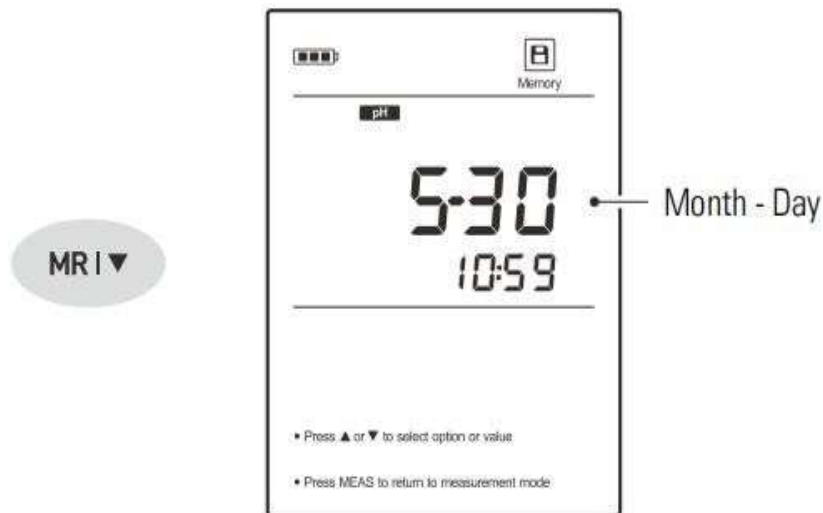 Memory
pH
5-30
Month - Day
10:59
MR | ▼
• Press ▲ or ▼ to select option or value
• Press MEAS to return to measurement mode